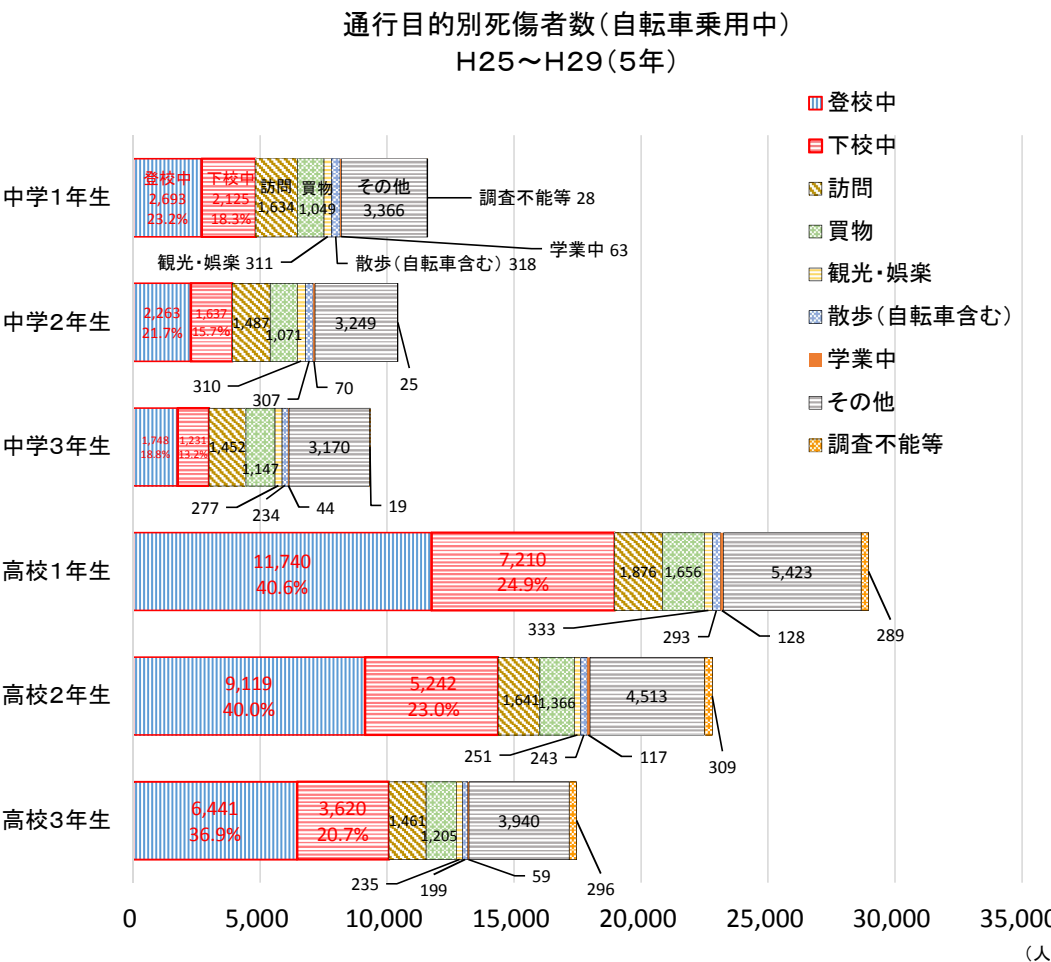 通行目的別死傷者数(自転車乗用中)
H25～H29(5年)
登校中
下校中
訪問
買物
観光・娯楽
散歩(自転車含む)
学業中
その他
調査不能等
中学1年生
登校中
2,693
23.2%
下校中
2,125
18.3%
訪問
1,634
買物
1,049
その他
3,366
調査不能等 28
学業中 63
観光・娯楽 311
散歩(自転車含む) 318
中学2年生
2,263
21.7%
1,637
15.7%
1,487
1,071
3,249
310
307
70
25
中学3年生
1,748
18.8%
1,231
13.2%
1,452
1,147
3,170
277
234
44
19
高校1年生
11,740
40.6%
7,210
24.9%
1,876
1,656
5,423
333
293
128
289
高校2年生
9,119
40.0%
5,242
23.0%
1,641
1,366
4,513
251
243
117
309
高校3年生
6,441
36.9%
3,620
20.7%
1,461
1,205
3,940
235
199
59
296
0
5,000
10,000
15,000
20,000
25,000
30,000
35,000
(人